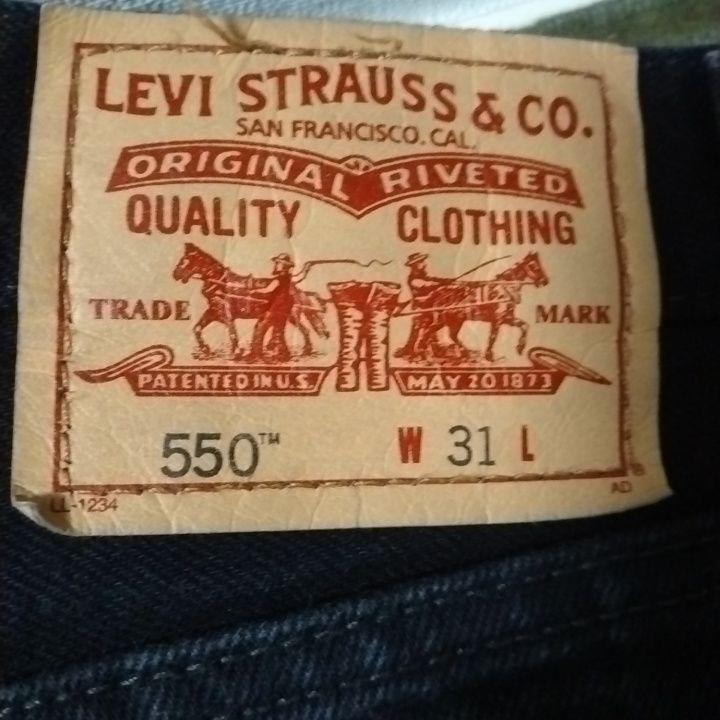 LEVI STRAUSS & CO.
SAN FRANCISCO. CAL.
ORIGINAL RIVETED
QUALITY CLOTHING
TRADE MARK
PATENTED IN U.S. MAY 20 1873
550™ W 31 L
LL-1234 AD ®